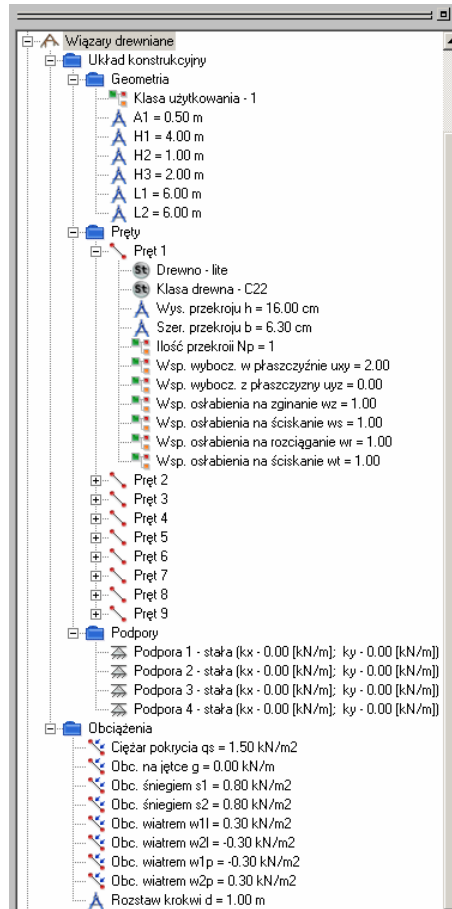 Wiązary drewniane
Układ konstrukcyjny
Geometria
Klasa użytkowania - 1
A1 = 0.50 m
H1 = 4.00 m
H2 = 1.00 m
H3 = 2.00 m
L1 = 6.00 m
L2 = 6.00 m
Pręty
Pręt 1
St Drewno - lite
St Klasa drewna - C22
Wys. przekroju h = 16.00 cm
Szer. przekroju b = 6.30 cm
Ilość przekroii Np = 1
Wsp. wybocz. w płaszczyźnie uxy = 2.00
Wsp. wybocz. z płaszczyzny uyz = 0.00
Wsp. osłabienia na zginanie wz = 1.00
Wsp. osłabienia na ściskanie ws = 1.00
Wsp. osłabienia na rozciąganie wr = 1.00
Wsp. osłabienia na ściskanie wt = 1.00
Pręt 2
Pręt 3
Pręt 4
Pręt 5
Pręt 6
Pręt 7
Pręt 8
Pręt 9
Podpory
Podpora 1 - stała (kx - 0.00 [kN/m]; ky - 0.00 [kN/m])
Podpora 2 - stała (kx - 0.00 [kN/m]; ky - 0.00 [kN/m])
Podpora 3 - stała (kx - 0.00 [kN/m]; ky - 0.00 [kN/m])
Podpora 4 - stała (kx - 0.00 [kN/m]; ky - 0.00 [kN/m])
Obciążenia
Ciężar pokrycia qs = 1.50 kN/m2
Obc. na jętce g = 0.00 kN/m
Obc. śniegiem s1 = 0.80 kN/m2
Obc. śniegiem s2 = 0.80 kN/m2
Obc. wiatrem w1l = 0.30 kN/m2
Obc. wiatrem w2l = -0.30 kN/m2
Obc. wiatrem w1p = -0.30 kN/m2
Obc. wiatrem w2p = 0.30 kN/m2
Rozstaw krokwi d = 1.00 m